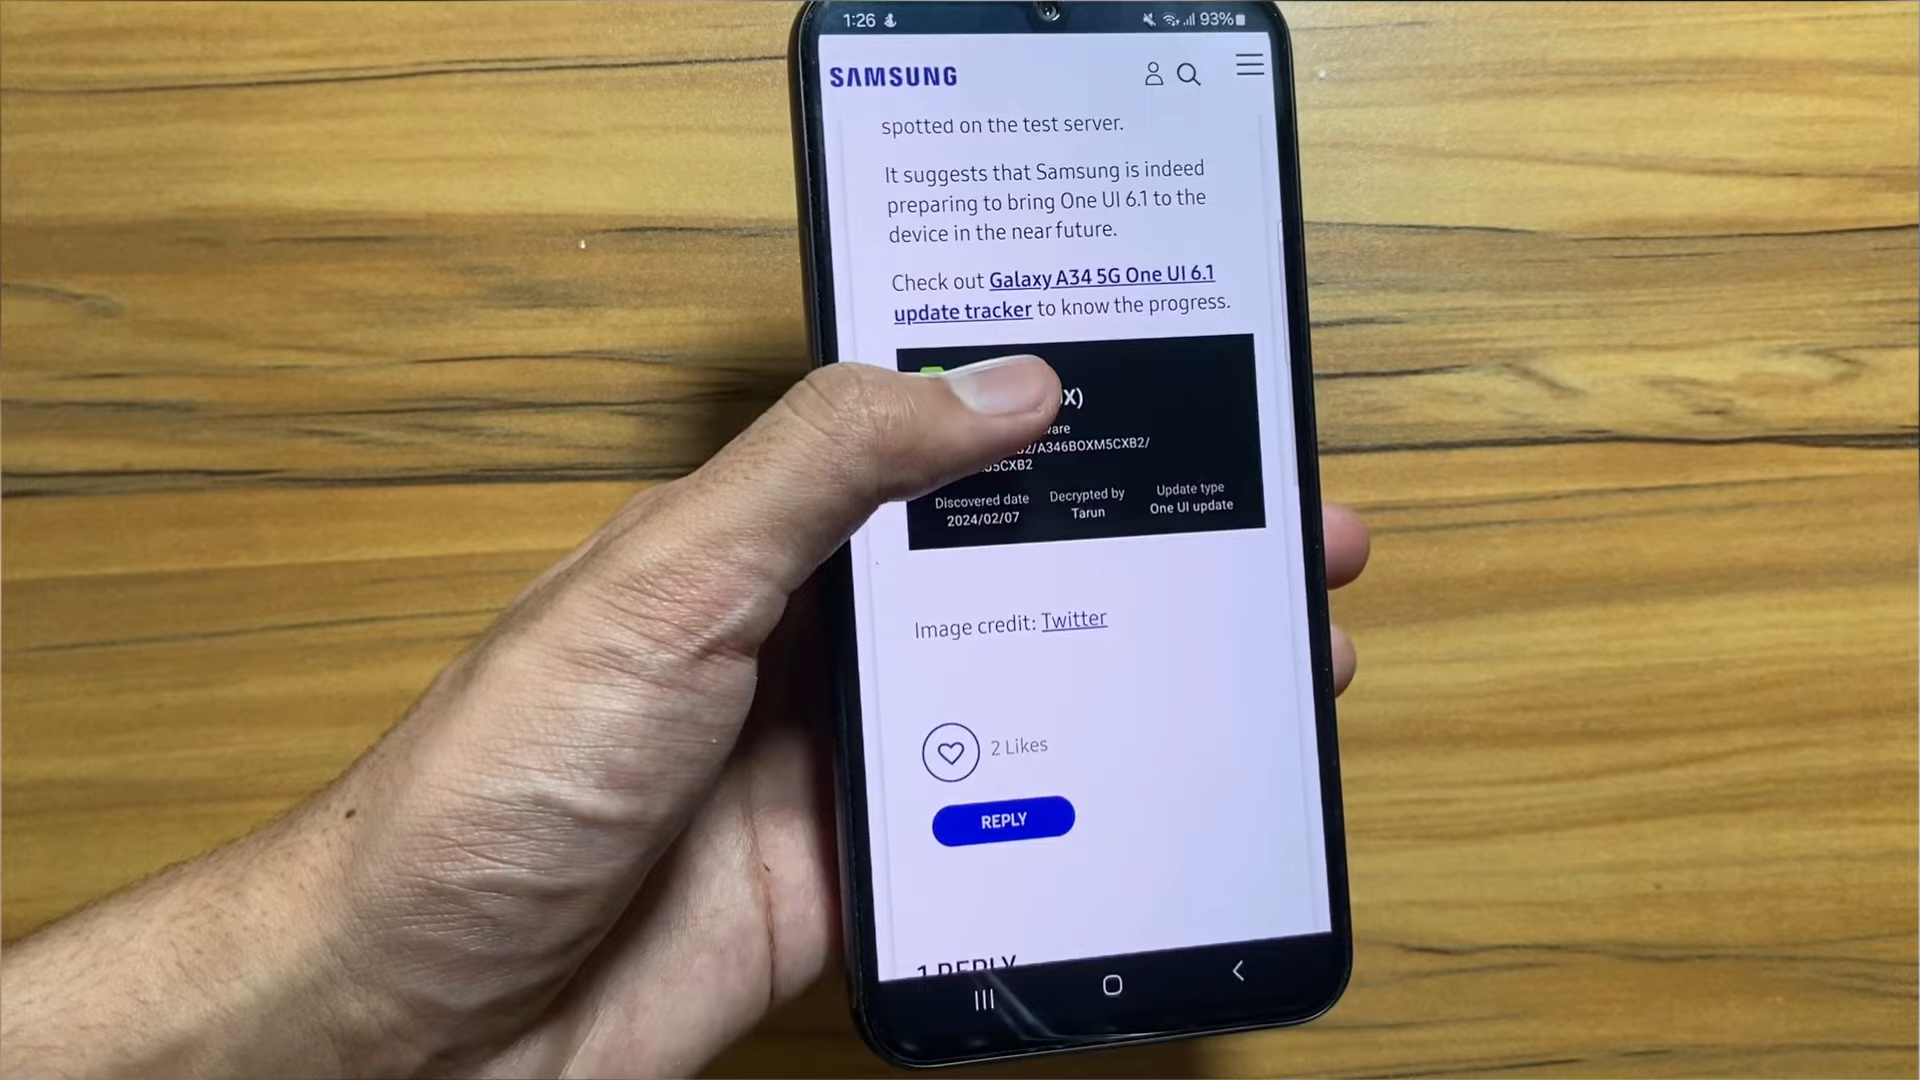 1:26 93%
SAMSUNG
spotted on the test server.
It suggests that Samsung is indeed
preparing to bring One UI 6.1 to the
device in the near future.
Check out Galaxy A34 5G One UI 6.1
update tracker to know the progress.
X)
/A346BOXM5CXB2/
5CXB2
Discovered date Decrypted by Update type
2024/02/07 Tarun One UI update
Image credit: Twitter
2 Likes
REPLY
1 REPLY